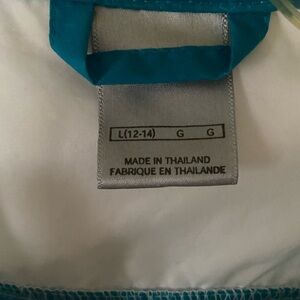 L(12-14) G G
MADE IN THAILAND
FABRIQUE EN THAILANDE